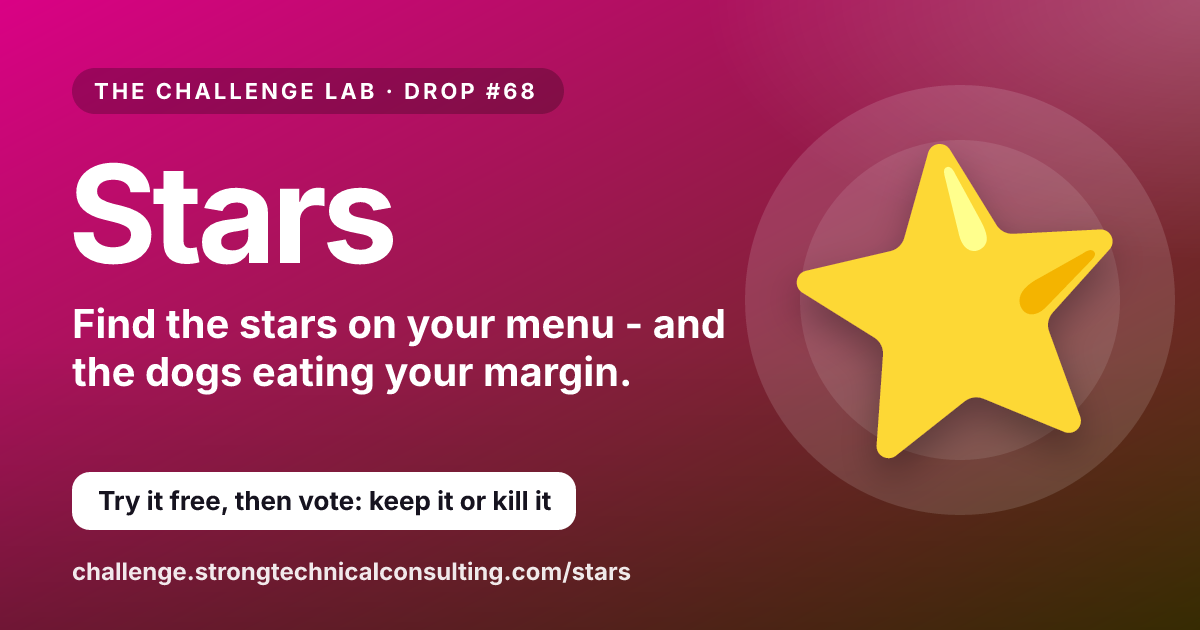 THE CHALLENGE LAB · DROP #68
Stars
Find the stars on your menu - and
the dogs eating your margin.
Try it free, then vote: keep it or kill it
challenge.strongtechnicalconsulting.com/stars